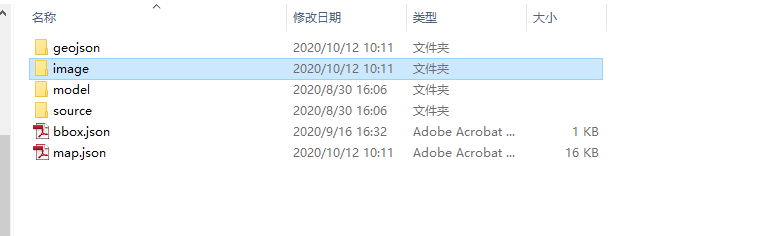 名称 修改日期 类型 大小
geojson 2020/10/12 10:11 文件夹
image 2020/10/12 10:11 文件夹
model 2020/8/30 16:06 文件夹
source 2020/8/30 16:06 文件夹
bbox.json 2020/9/16 16:32 Adobe Acrobat ... 1 KB
map.json 2020/10/12 10:11 Adobe Acrobat ... 16 KB